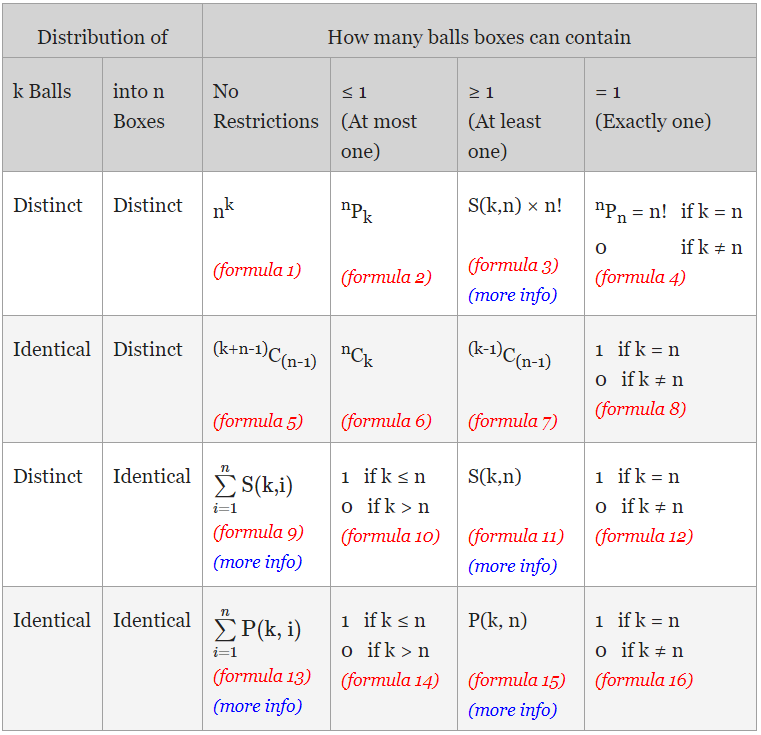 Distribution of How many balls boxes can contain
k Balls into n Boxes No Restrictions ≤ 1 (At most one) ≥ 1 (At least one) = 1 (Exactly one)
Distinct Distinct n^k (formula 1) ^nP_k (formula 2) S(k,n) × n! (formula 3) (more info) ^nP_n = n! if k = n 0 if k ≠ n (formula 4)
Identical Distinct ^(k+n-1)C_(n-1) (formula 5) ^nC_k (formula 6) ^(k-1)C_(n-1) (formula 7) 1 if k = n 0 if k ≠ n (formula 8)
Distinct Identical n ∑ i=1 S(k,i) (formula 9) (more info) 1 if k ≤ n 0 if k > n (formula 10) S(k,n) (formula 11) (more info) 1 if k = n 0 if k ≠ n (formula 12)
Identical Identical n ∑ i=1 P(k, i) (formula 13) (more info) 1 if k ≤ n 0 if k > n (formula 14) P(k, n) (formula 15) (more info) 1 if k = n 0 if k ≠ n (formula 16)